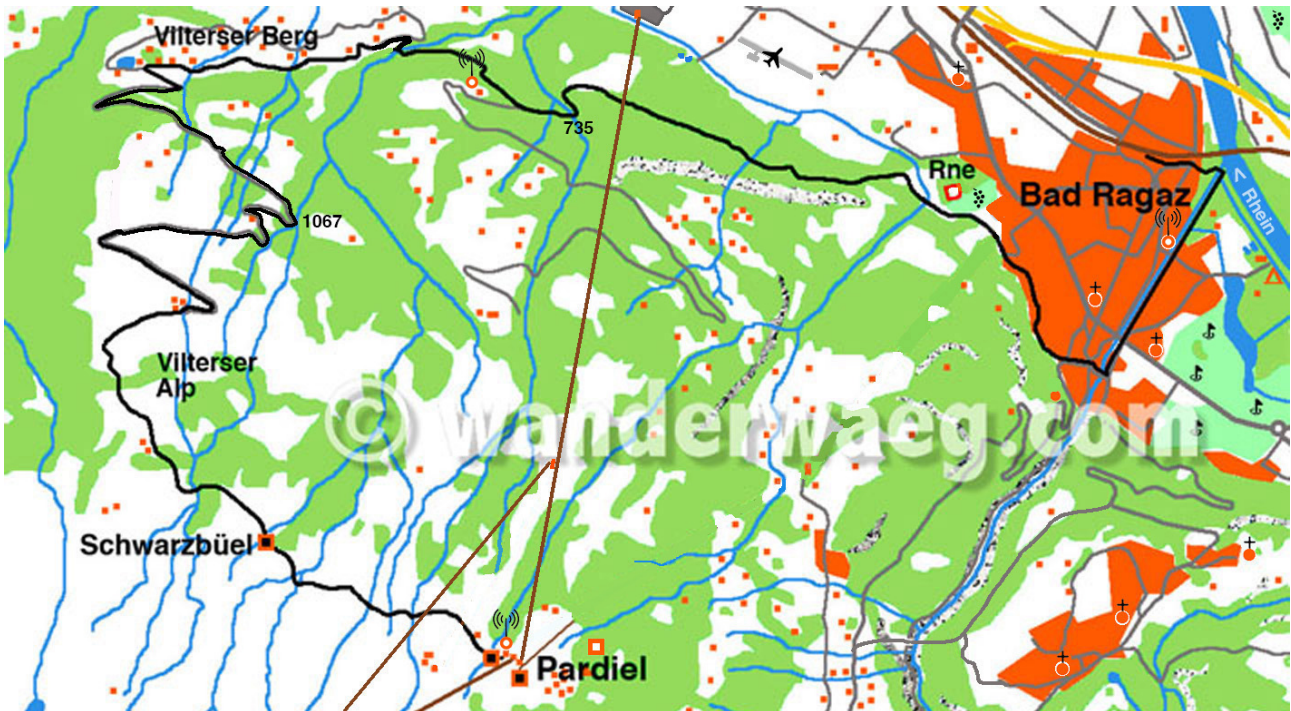 Vilterser Berg
735
Rne
Bad Ragaz
< Rhein
1067
Vilterser
Alp
© wanderwaeg.com
Schwarzbüel
Pardiel